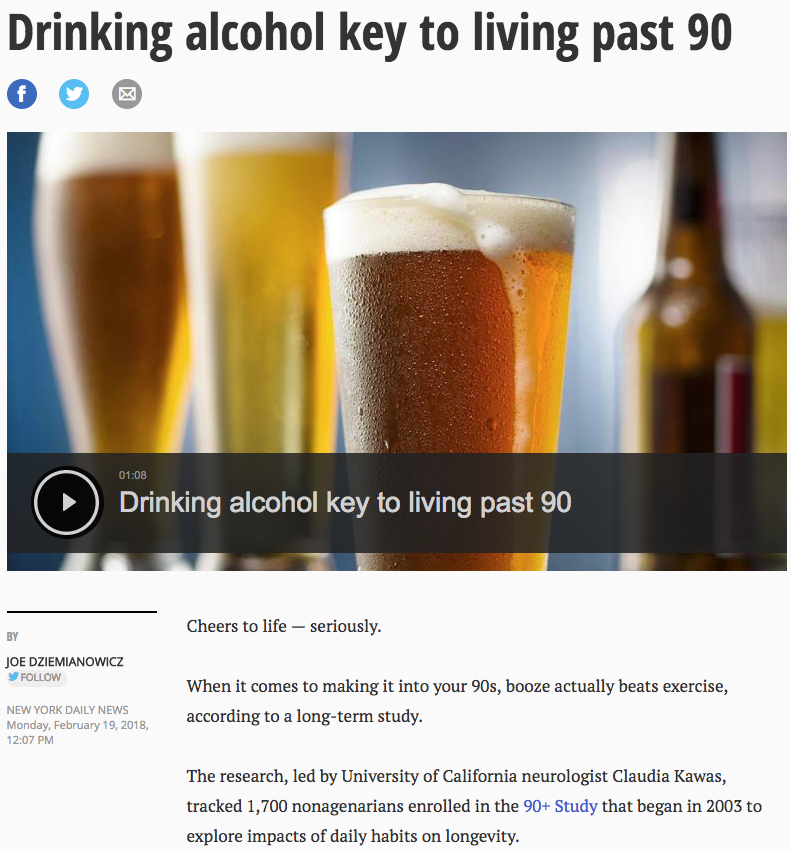 Drinking alcohol key to living past 90
01:08
Drinking alcohol key to living past 90
BY
JOE DZIEMIANOWICZ
FOLLOW
NEW YORK DAILY NEWS
Monday, February 19, 2018,
12:07 PM
Cheers to life — seriously.
When it comes to making it into your 90s, booze actually beats exercise,
according to a long-term study.
The research, led by University of California neurologist Claudia Kawas,
tracked 1,700 nonagenarians enrolled in the 90+ Study that began in 2003 to
explore impacts of daily habits on longevity.